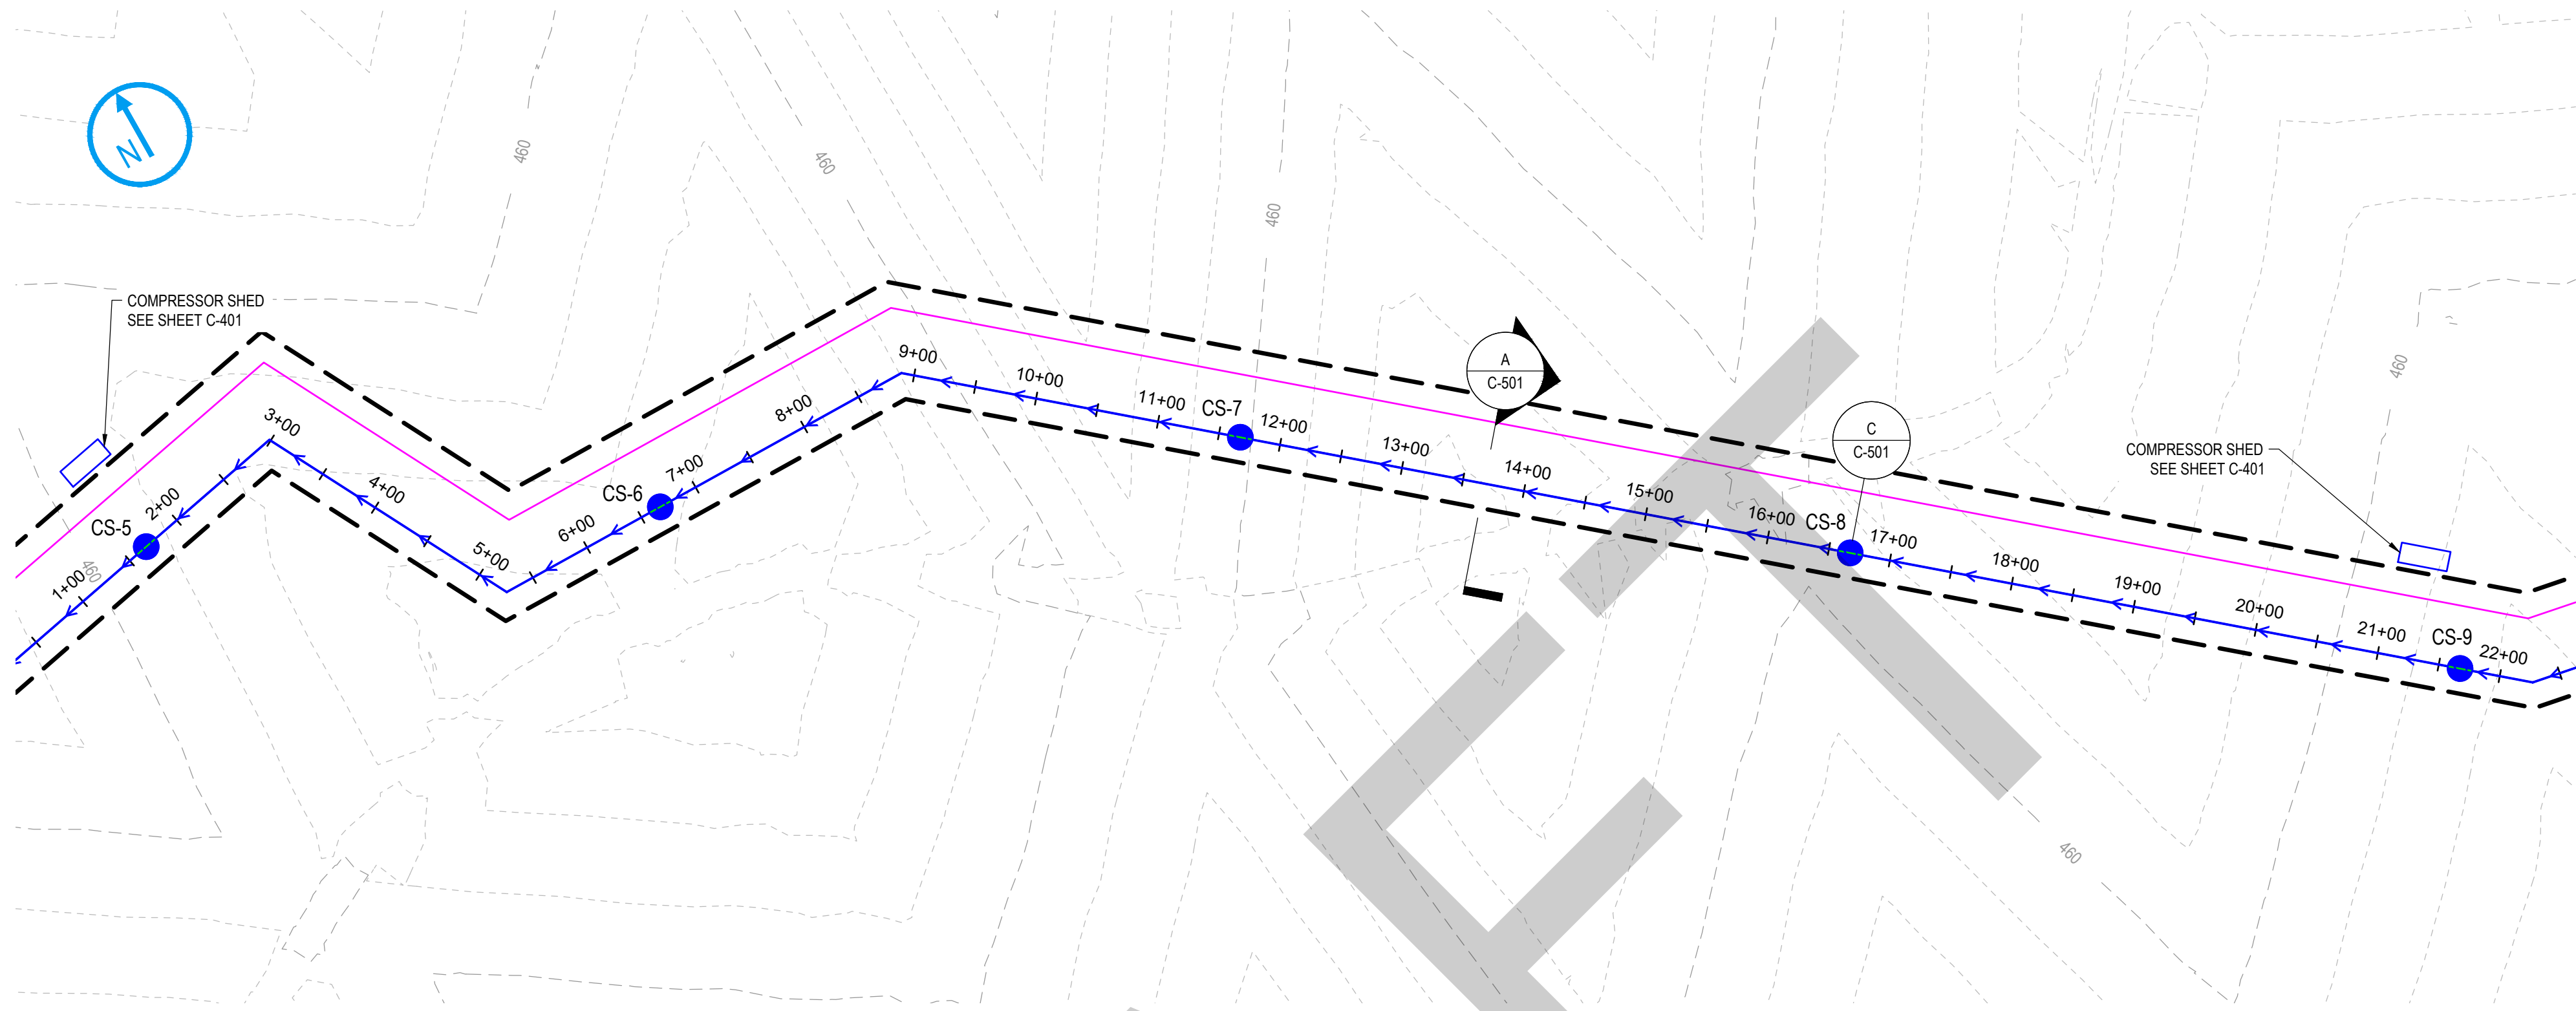 N
460
460
460
460
460
460
COMPRESSOR SHED
SEE SHEET C-401
CS-5
1+00
2+00
3+00
4+00
5+00
CS-6
6+00
7+00
8+00
9+00
10+00
11+00
CS-7
12+00
13+00
A
C-501
14+00
15+00
16+00
CS-8
C
C-501
17+00
18+00
19+00
20+00
21+00
CS-9
22+00
COMPRESSOR SHED
SEE SHEET C-401